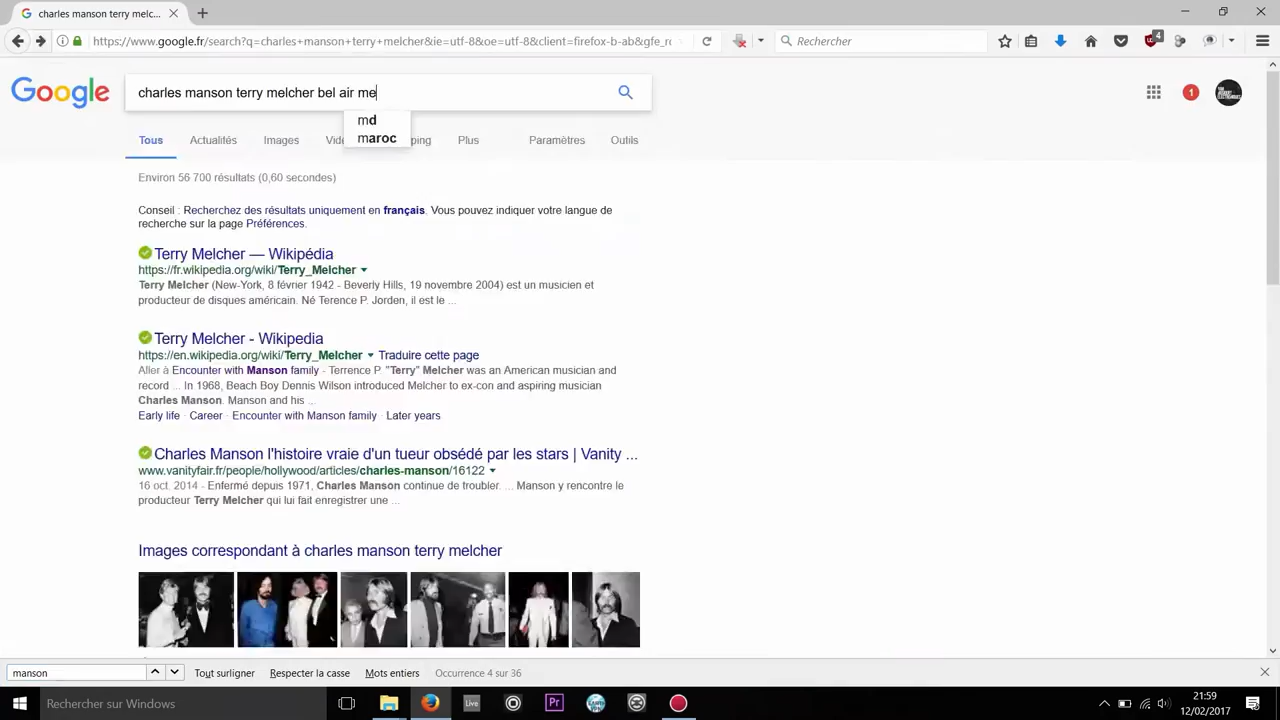 charles manson terry melc...
https://www.google.fr/search?q=charles+manson+terry+melcher&ie=utf-8&oe=utf-8&client=firefox-b-ab&gfe_r
Rechercher
4
Google
charles manson terry melcher bel air me
1
md
maroc
Tous
Actualités
Images
Vid
ping
Plus
Paramètres
Outils
Environ 56 700 résultats (0,60 secondes)
Conseil : Recherchez des résultats uniquement en français. Vous pouvez indiquer votre langue de
recherche sur la page Préférences.
Terry Melcher — Wikipédia
https://fr.wikipedia.org/wiki/Terry_Melcher
Terry Melcher (New-York, 8 février 1942 - Beverly Hills, 19 novembre 2004) est un musicien et
producteur de disques américain. Né Terence P. Jorden, il est le ...
Terry Melcher - Wikipedia
https://en.wikipedia.org/wiki/Terry_Melcher Traduire cette page
Aller à Encounter with Manson family - Terrence P. "Terry" Melcher was an American musician and
record ... In 1968, Beach Boy Dennis Wilson introduced Melcher to ex-con and aspiring musician
Charles Manson. Manson and his ...
Early life · Career · Encounter with Manson family · Later years
Charles Manson l'histoire vraie d'un tueur obsédé par les stars | Vanity ...
www.vanityfair.fr/people/hollywood/articles/charles-manson/16122
16 oct. 2014 - Enfermé depuis 1971, Charles Manson continue de troubler. ... Manson y rencontre le
producteur Terry Melcher qui lui fait enregistrer une ...
Images correspondant à charles manson terry melcher
manson
Tout surligner
Respecter la casse
Mots entiers
Occurrence 4 sur 36
Rechercher sur Windows
Live
Pr
21:59
12/02/2017